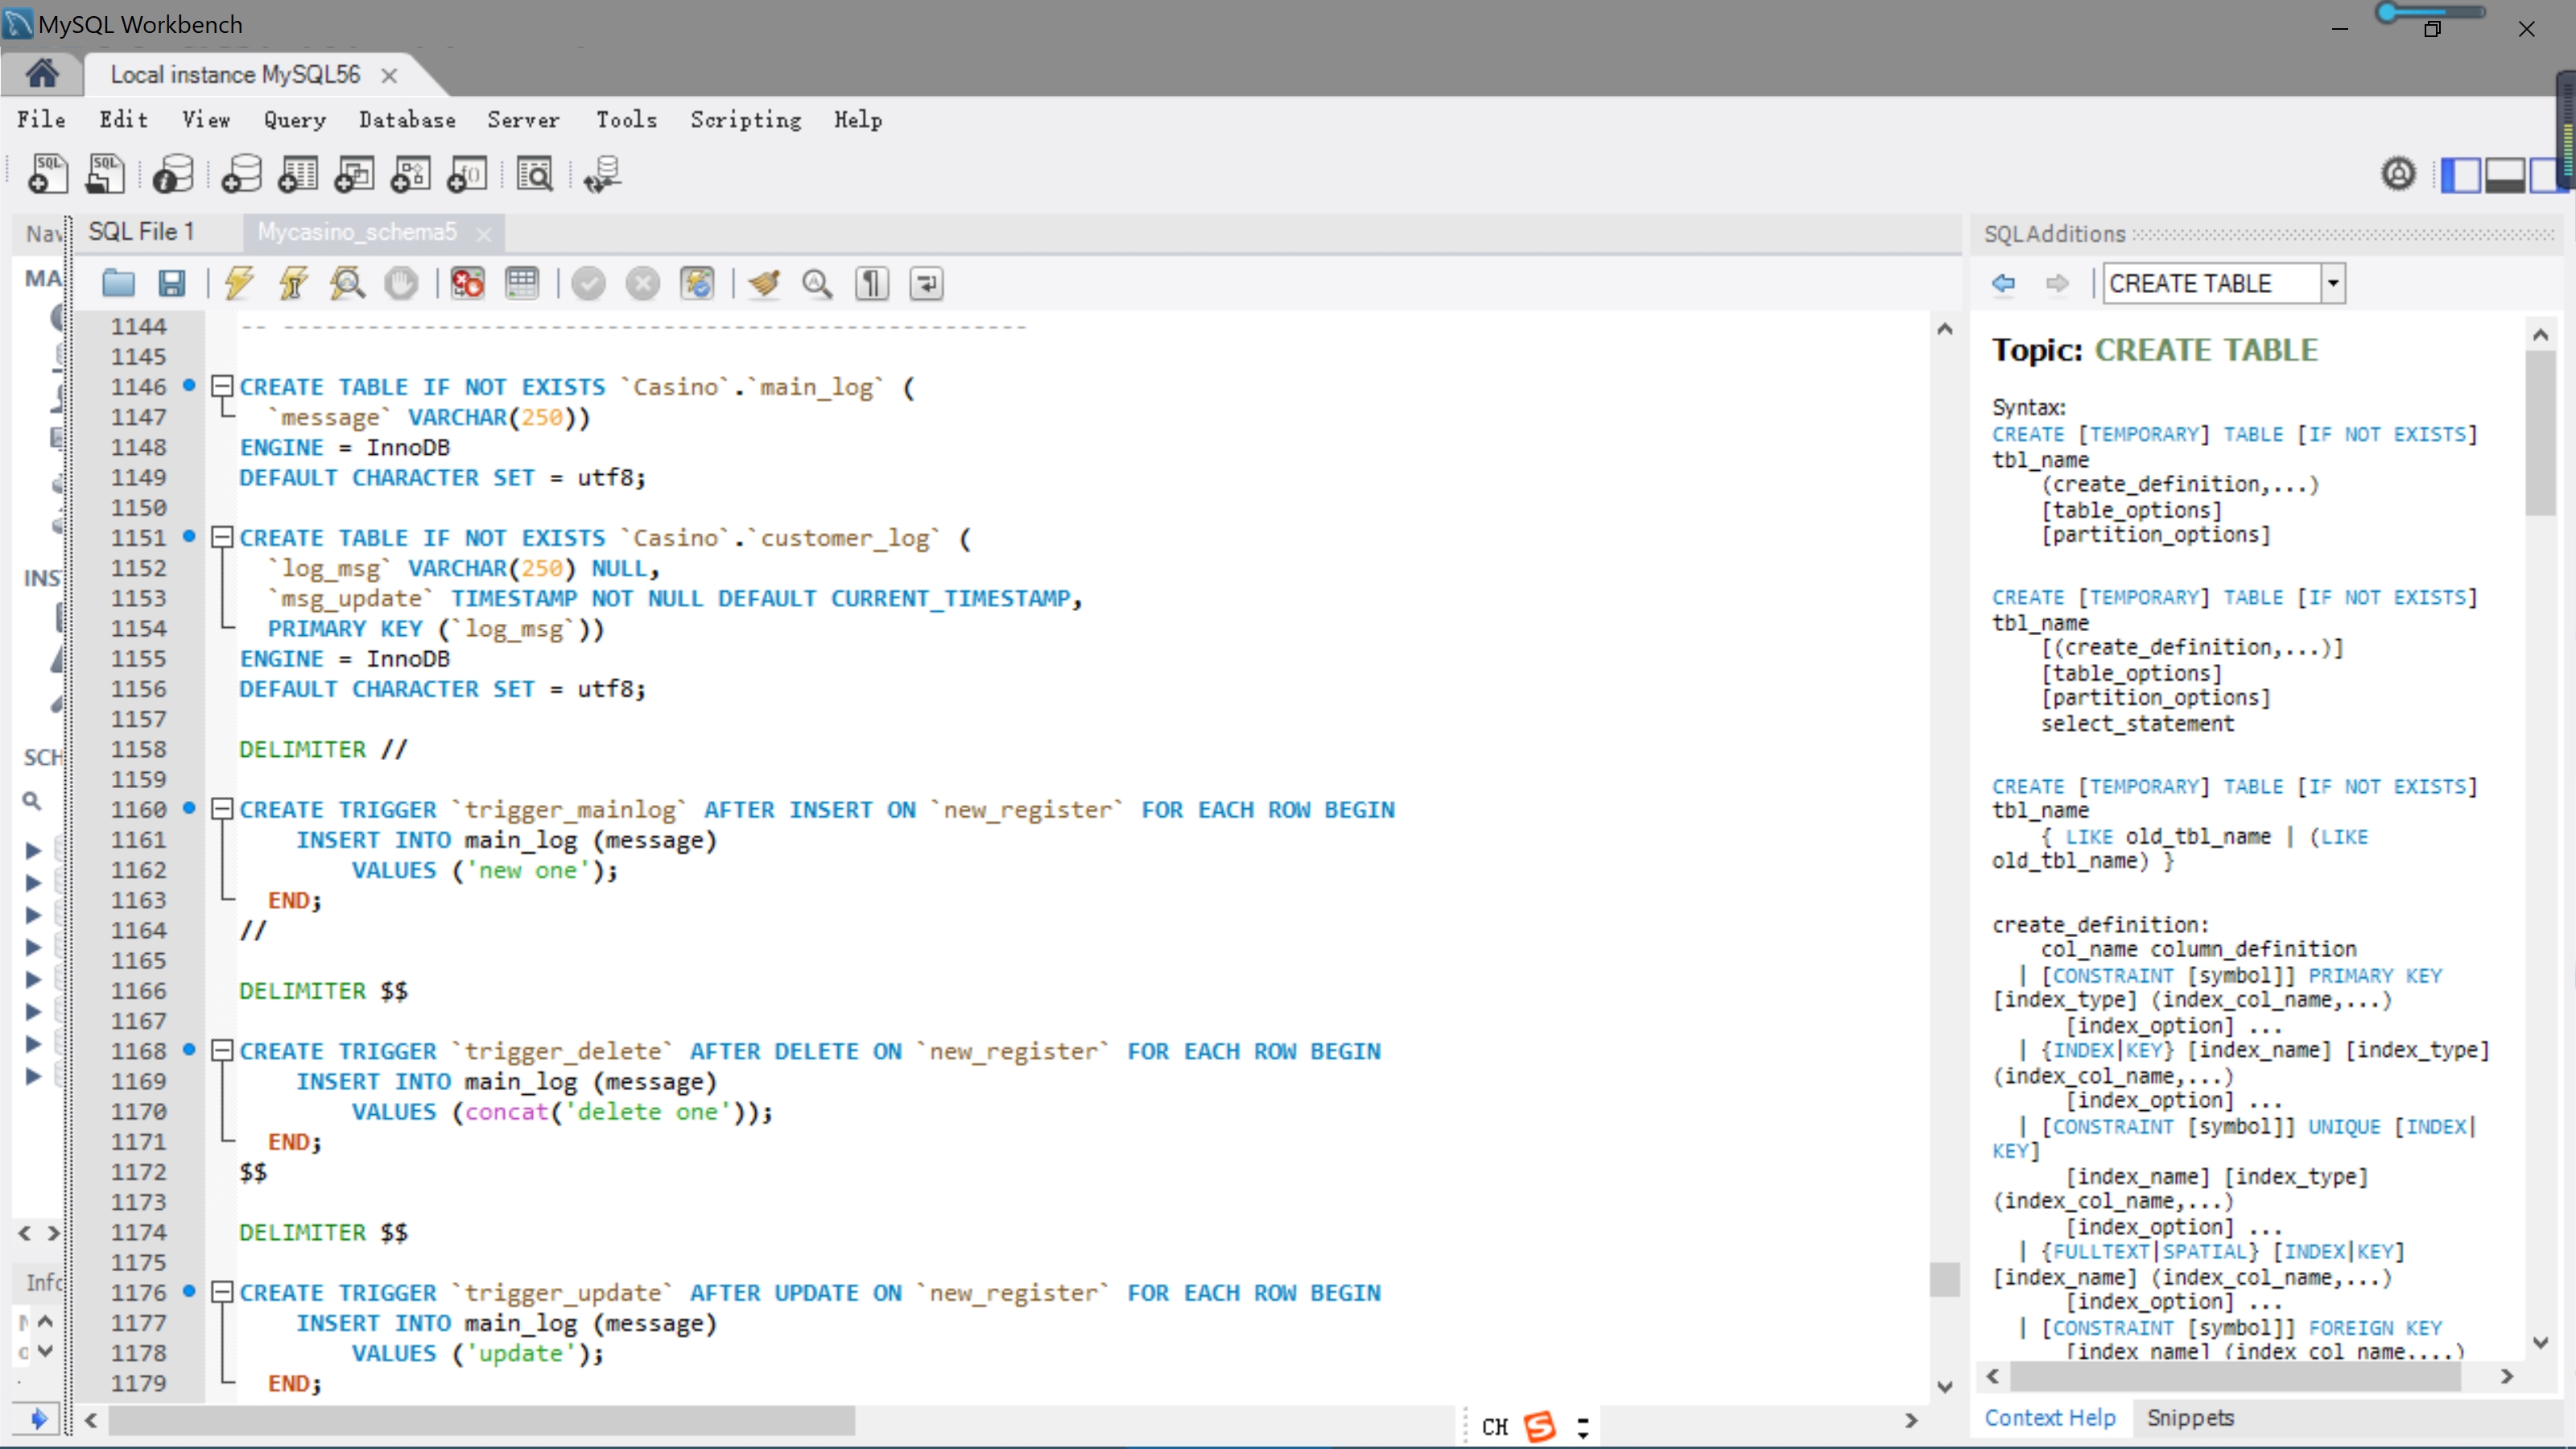 MySQL Workbench
Local instance MySQL56
File Edit View Query Database Server Tools Scripting Help
SQL File 1 Mycasino_schema5
1144 -- -----------------------------------------------------
1145
1146 CREATE TABLE IF NOT EXISTS `Casino`.`main_log` (
1147 `message` VARCHAR(250))
1148 ENGINE = InnoDB
1149 DEFAULT CHARACTER SET = utf8;
1150
1151 CREATE TABLE IF NOT EXISTS `Casino`.`customer_log` (
1152 `log_msg` VARCHAR(250) NULL,
1153 `msg_update` TIMESTAMP NOT NULL DEFAULT CURRENT_TIMESTAMP,
1154 PRIMARY KEY (`log_msg`))
1155 ENGINE = InnoDB
1156 DEFAULT CHARACTER SET = utf8;
1157
1158 DELIMITER //
1159
1160 CREATE TRIGGER `trigger_mainlog` AFTER INSERT ON `new_register` FOR EACH ROW BEGIN
1161 INSERT INTO main_log (message)
1162 VALUES ('new one');
1163 END;
1164 //
1165
1166 DELIMITER $$
1167
1168 CREATE TRIGGER `trigger_delete` AFTER DELETE ON `new_register` FOR EACH ROW BEGIN
1169 INSERT INTO main_log (message)
1170 VALUES (concat('delete one'));
1171 END;
1172 $$
1173
1174 DELIMITER $$
1175
1176 CREATE TRIGGER `trigger_update` AFTER UPDATE ON `new_register` FOR EACH ROW BEGIN
1177 INSERT INTO main_log (message)
1178 VALUES ('update');
1179 END;
CH
SQLAdditions
CREATE TABLE
Topic: CREATE TABLE
Syntax:
CREATE [TEMPORARY] TABLE [IF NOT EXISTS]
tbl_name
(create_definition,...)
[table_options]
[partition_options]
CREATE [TEMPORARY] TABLE [IF NOT EXISTS]
tbl_name
[(create_definition,...)]
[table_options]
[partition_options]
select_statement
CREATE [TEMPORARY] TABLE [IF NOT EXISTS]
tbl_name
{ LIKE old_tbl_name | (LIKE
old_tbl_name) }
create_definition:
col_name column_definition
| [CONSTRAINT [symbol]] PRIMARY KEY
[index_type] (index_col_name,...)
[index_option] ...
| {INDEX|KEY} [index_name] [index_type]
(index_col_name,...)
[index_option] ...
| [CONSTRAINT [symbol]] UNIQUE [INDEX|
KEY]
[index_name] [index_type]
(index_col_name,...)
[index_option] ...
| {FULLTEXT|SPATIAL} [INDEX|KEY]
[index_name] (index_col_name,...)
[index_option] ...
| [CONSTRAINT [symbol]] FOREIGN KEY
[index_name] (index_col_name,...)
Context Help Snippets